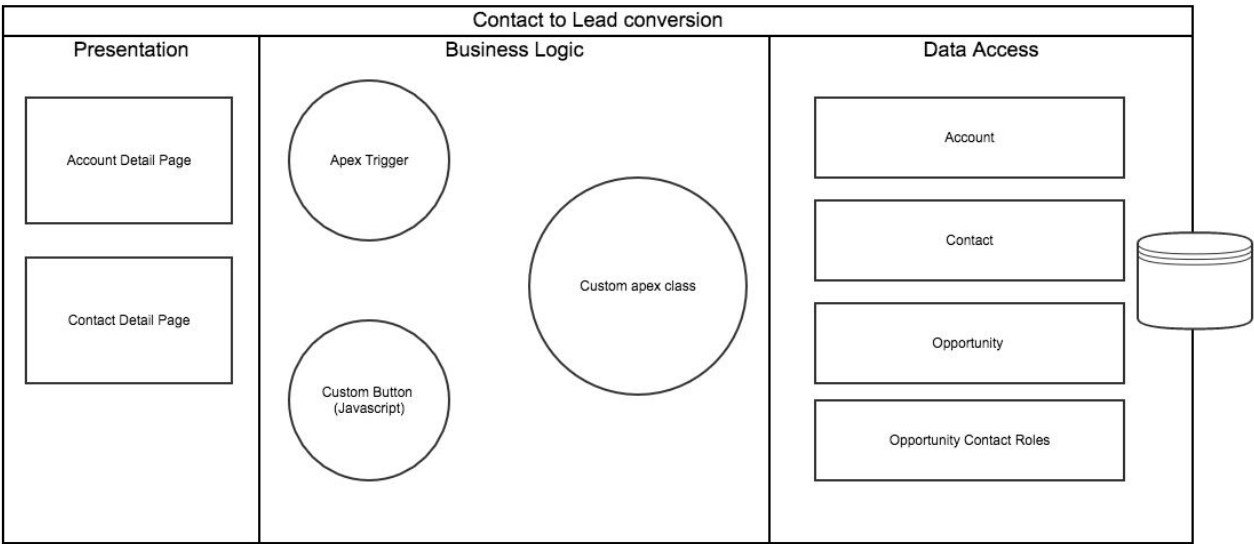 Contact to Lead conversion
Presentation
Business Logic
Data Access
Account Detail Page
Contact Detail Page
Apex Trigger
Custom Button
(Javascript)
Custom apex class
Account
Contact
Opportunity
Opportunity Contact Roles